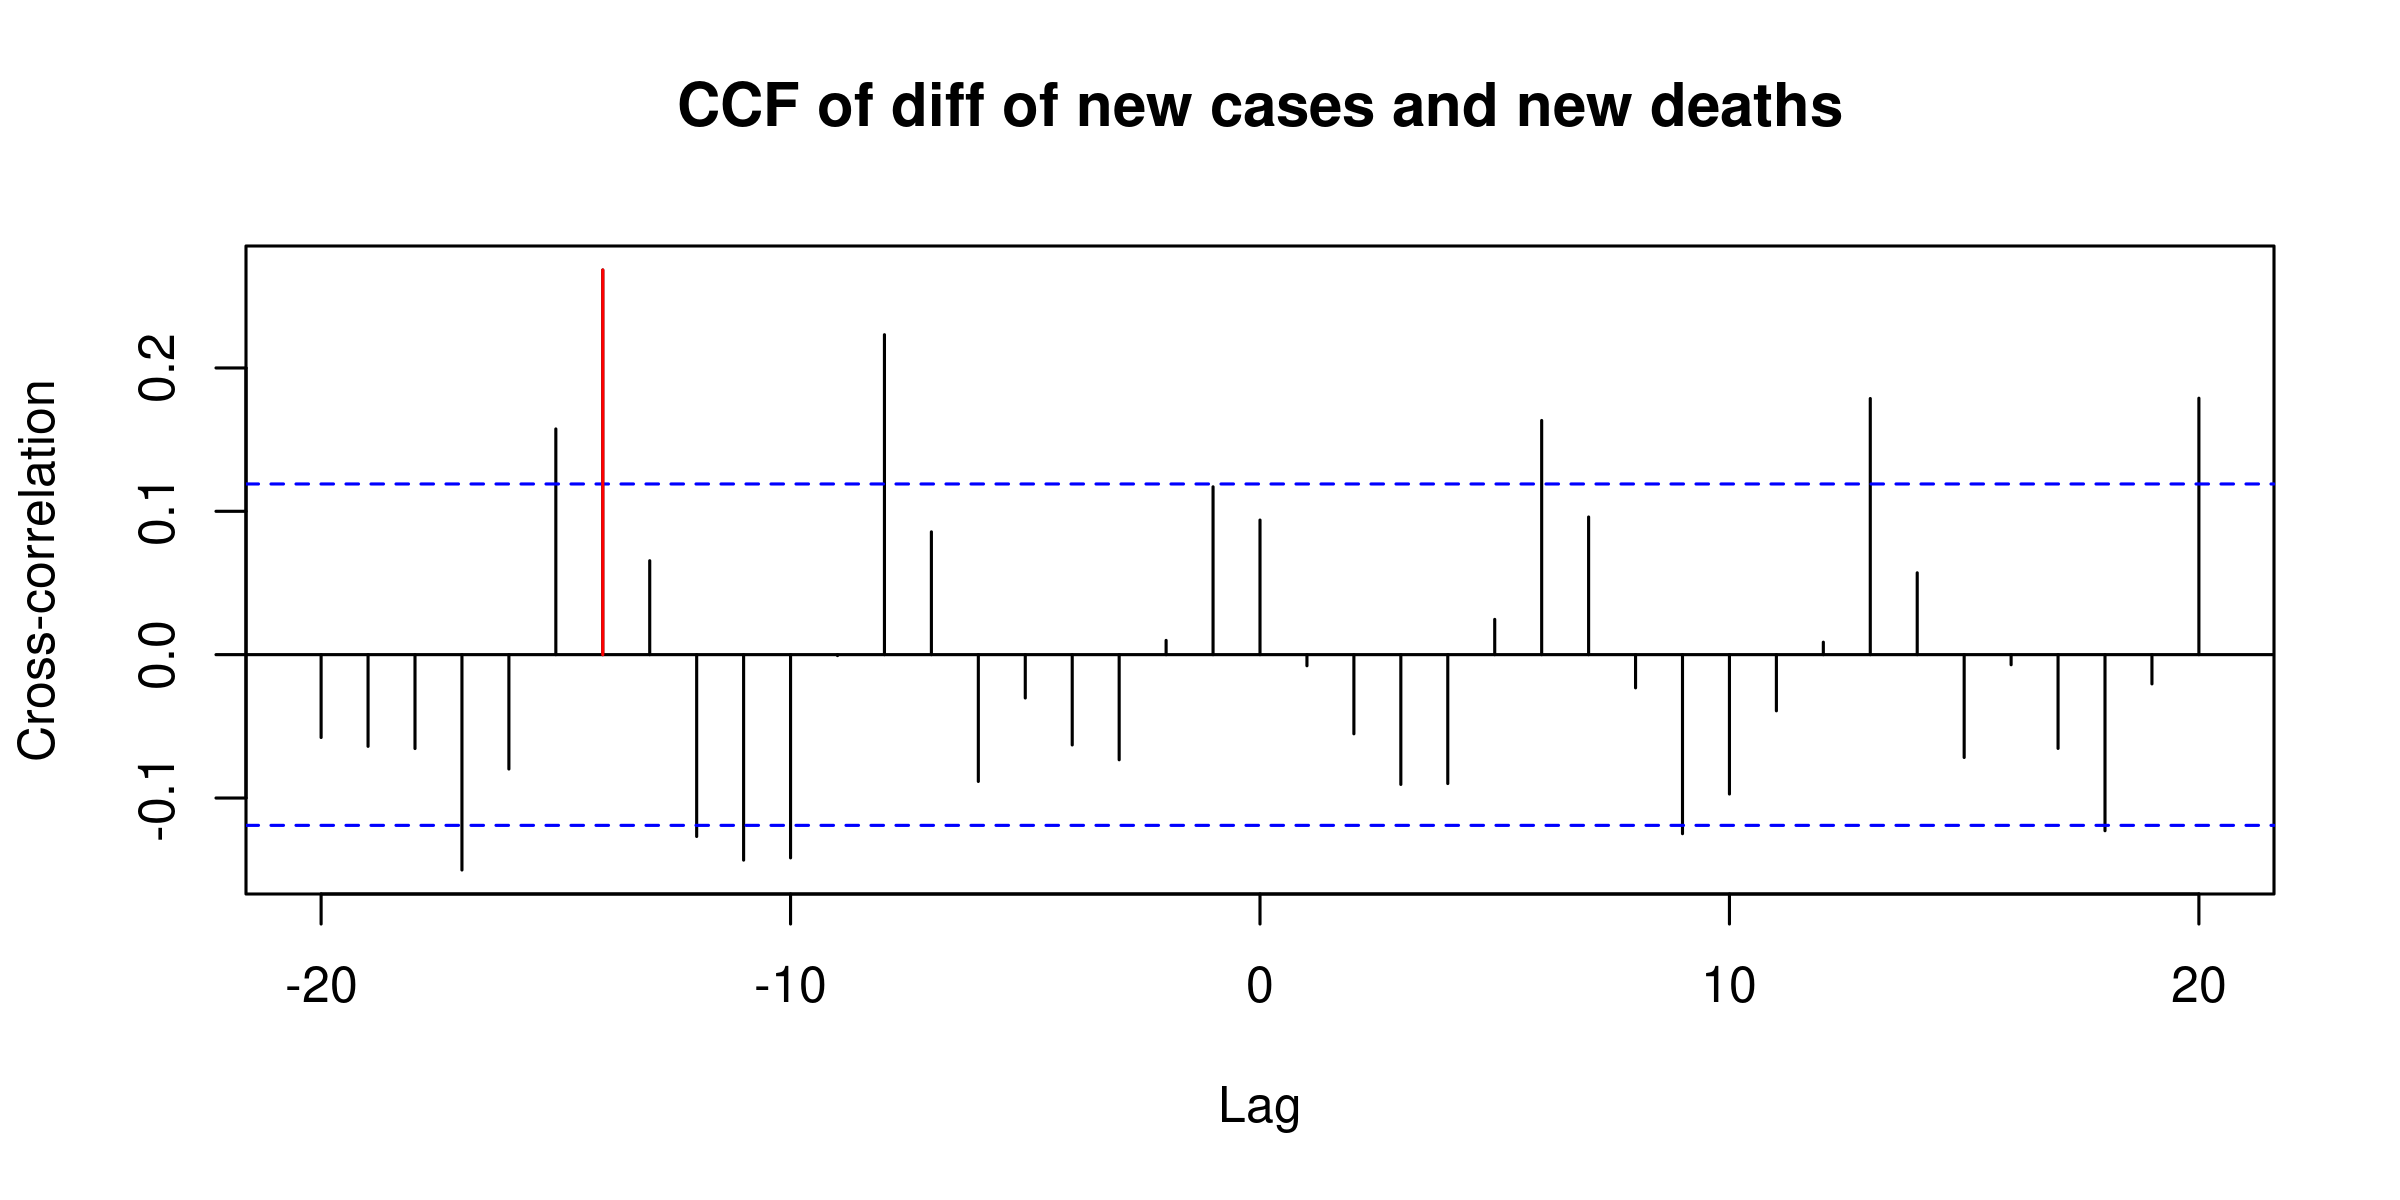 CCF of diff of new cases and new deaths
Cross-correlation
0.2
0.1
0.0
-0.1
-20 -10 0 10 20
Lag